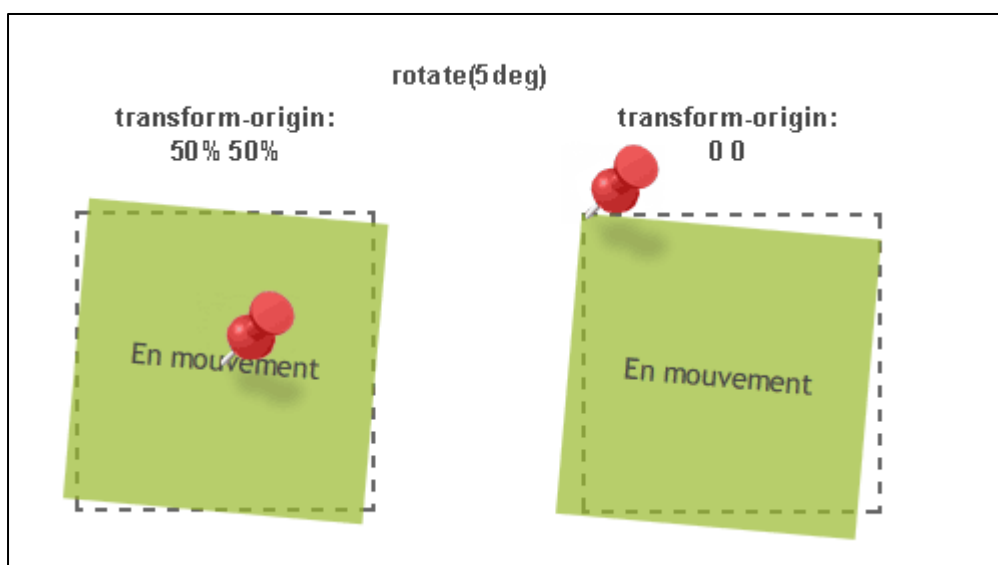 rotate(5deg)
transform-origin:
50% 50%
transform-origin:
0 0
En mouvement
En mouvement